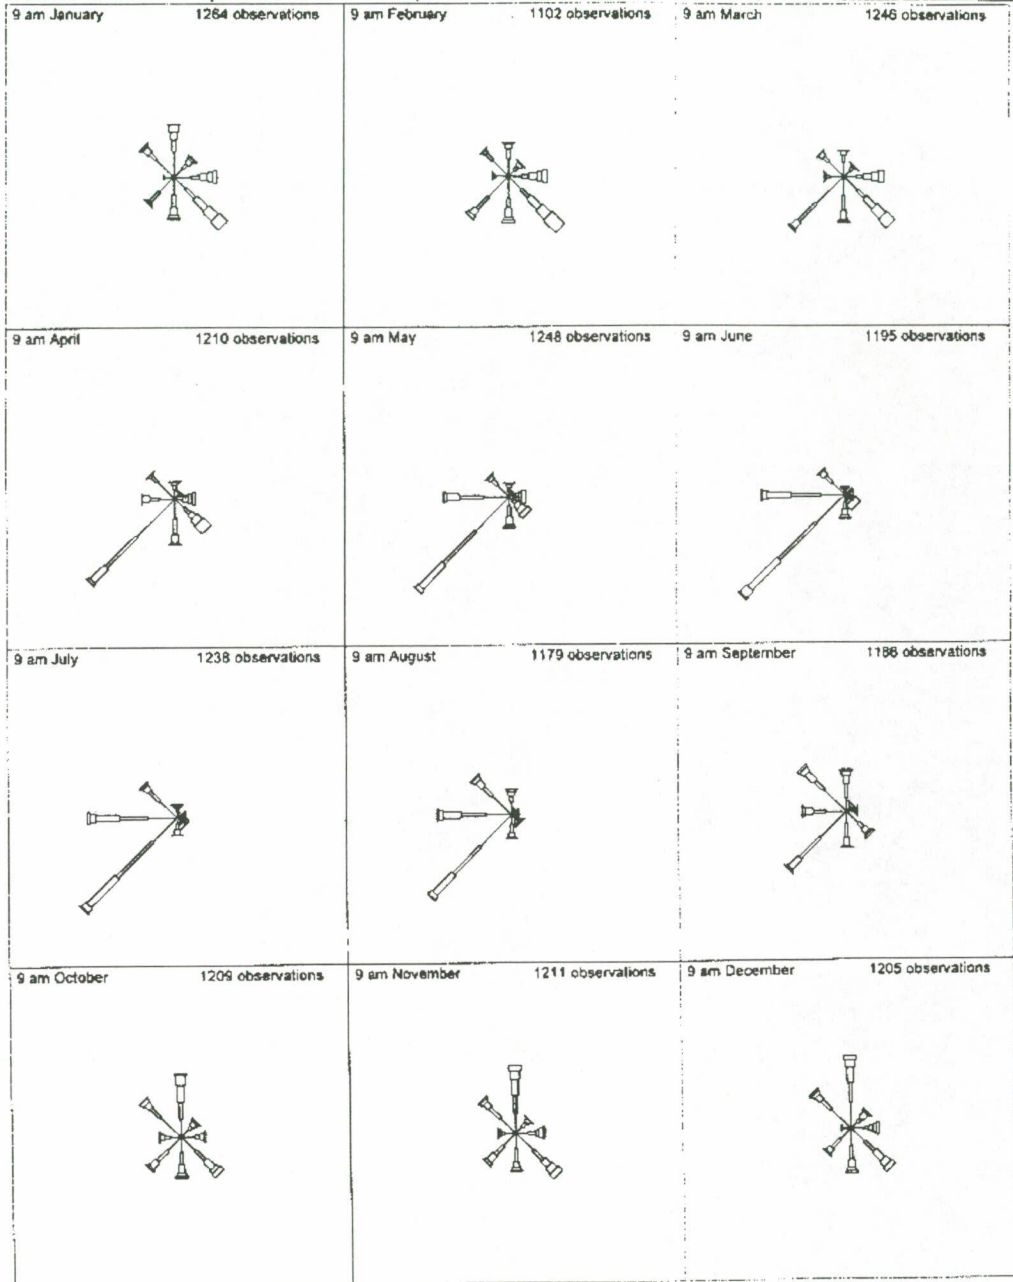 9 am January 1264 observations
9 am February 1102 observations
9 am March 1246 observations
9 am April 1210 observations
9 am May 1248 observations
9 am June 1195 observations
9 am July 1238 observations
9 am August 1179 observations
9 am September 1186 observations
9 am October 1209 observations
9 am November 1211 observations
9 am December 1205 observations